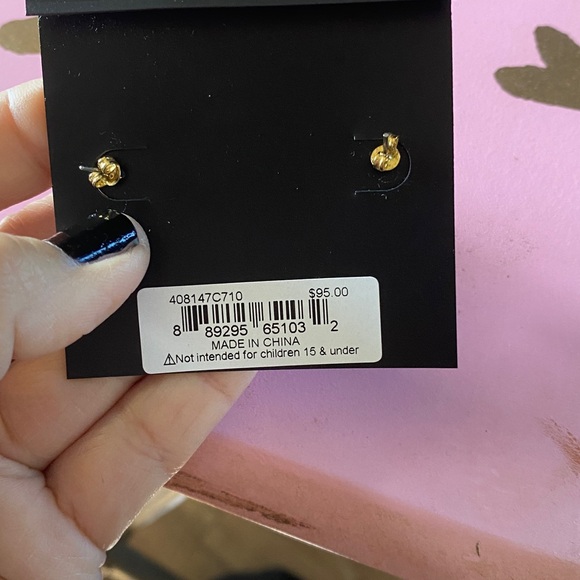 408147C710 $95.00
8 89295 65103 2
MADE IN CHINA
⚠Not intended for children 15 & under